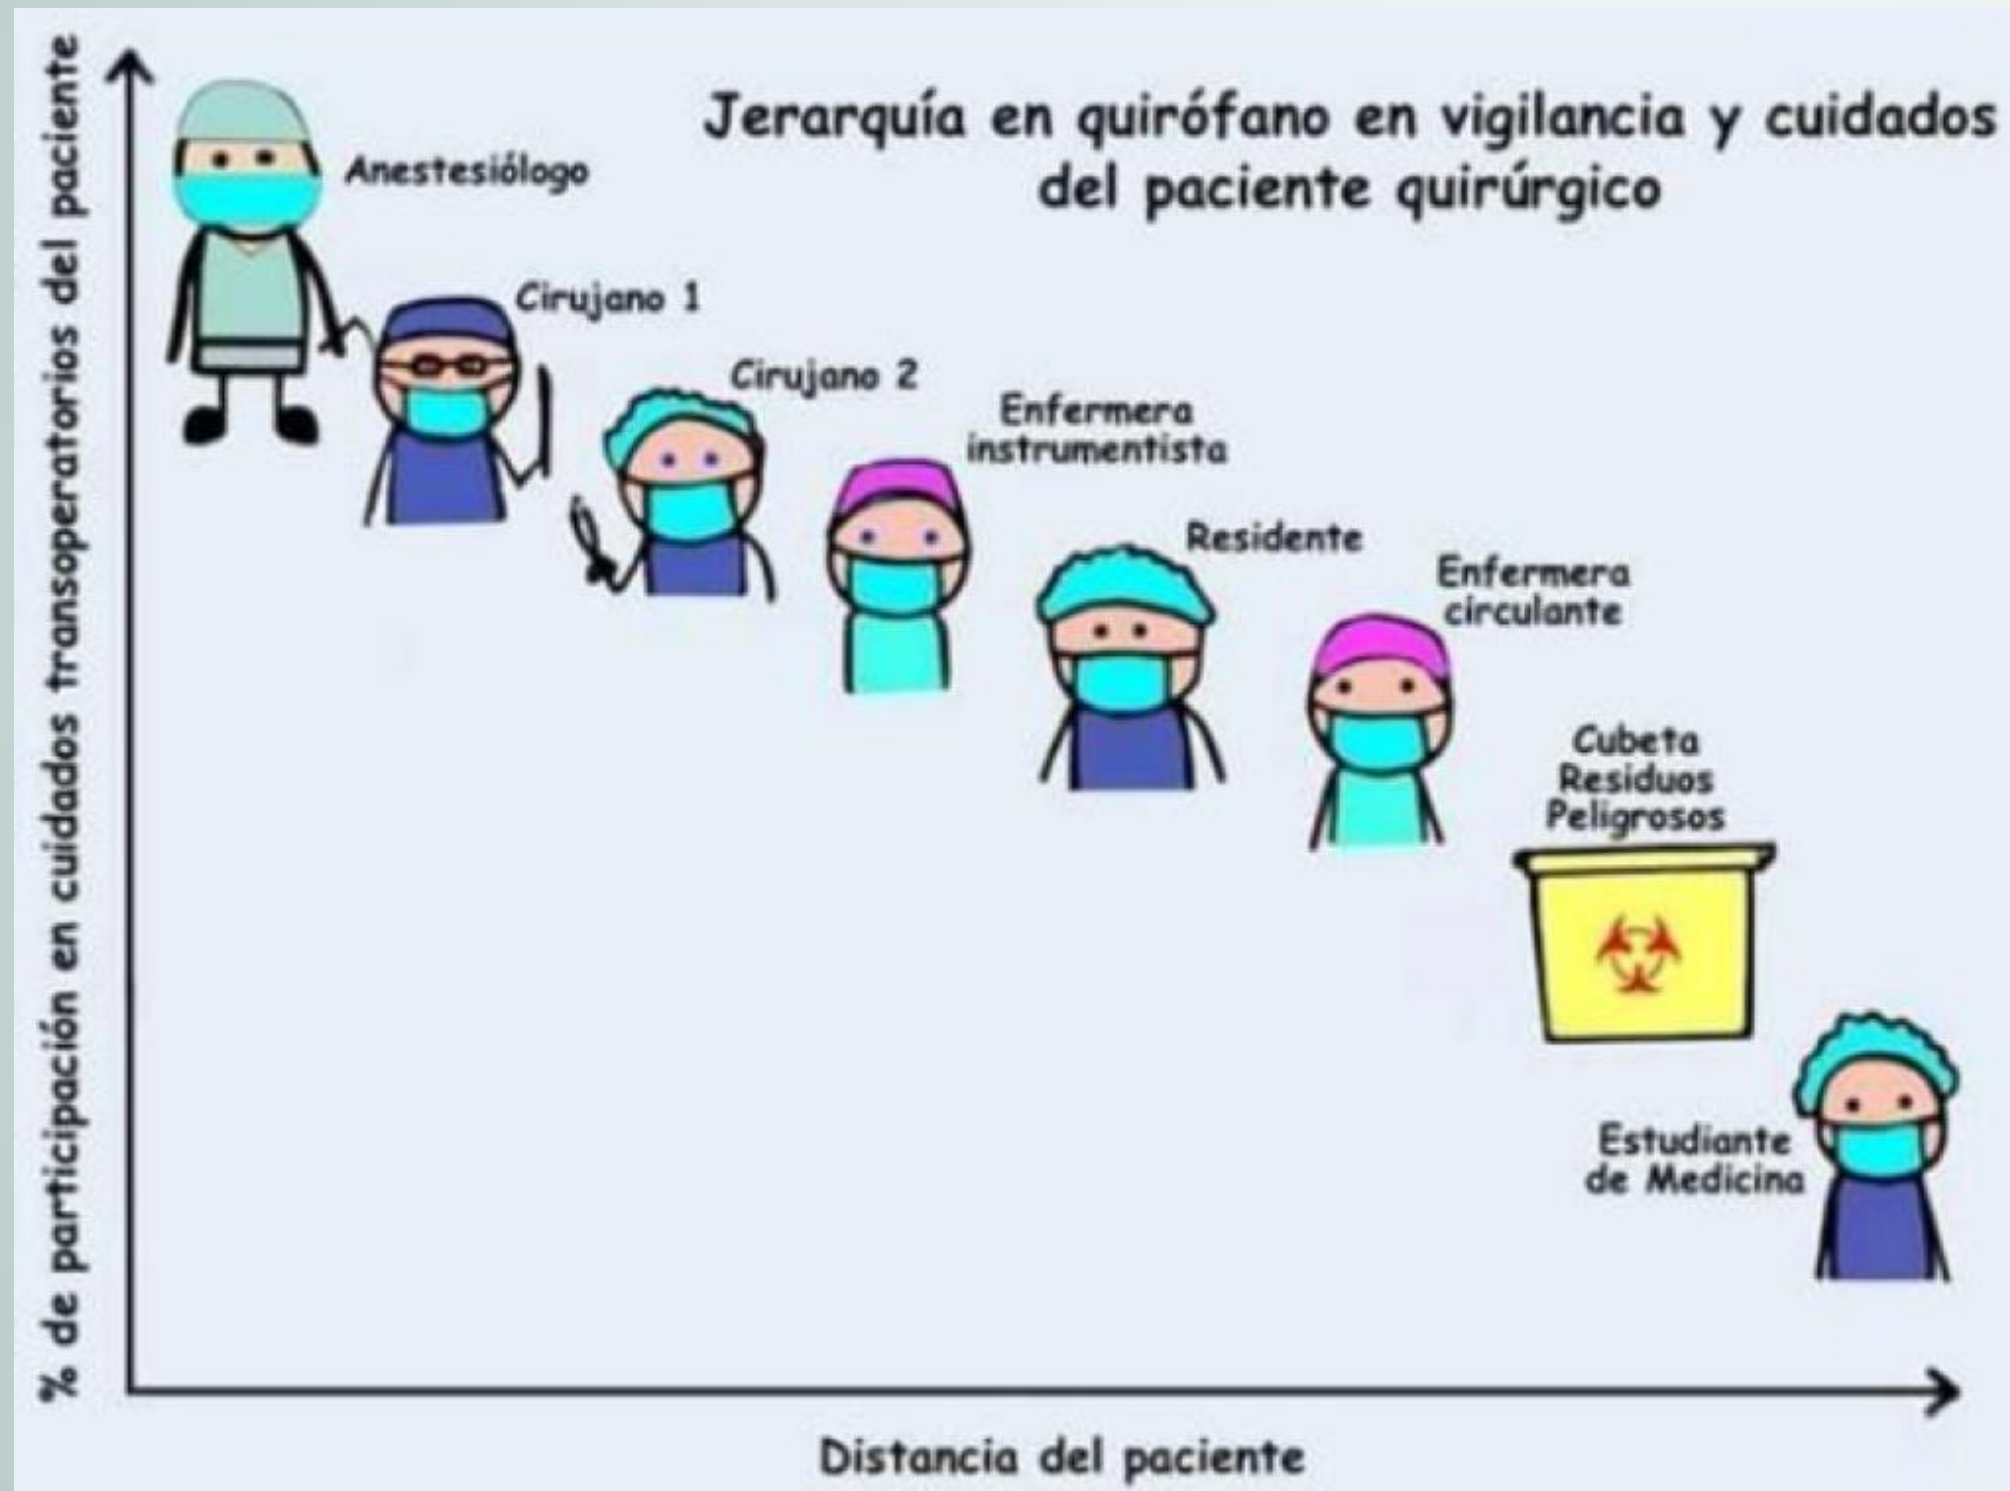 Jerarquía en quirófano en vigilancia y cuidados
del paciente quirúrgico
% de participación en cuidados transoperatorios del paciente
Anestesiólogo
Cirujano 1
Cirujano 2
Enfermera
instrumentista
Residente
Enfermera
circulante
Cubeta
Residuos
Peligrosos
Estudiante
de Medicina
Distancia del paciente